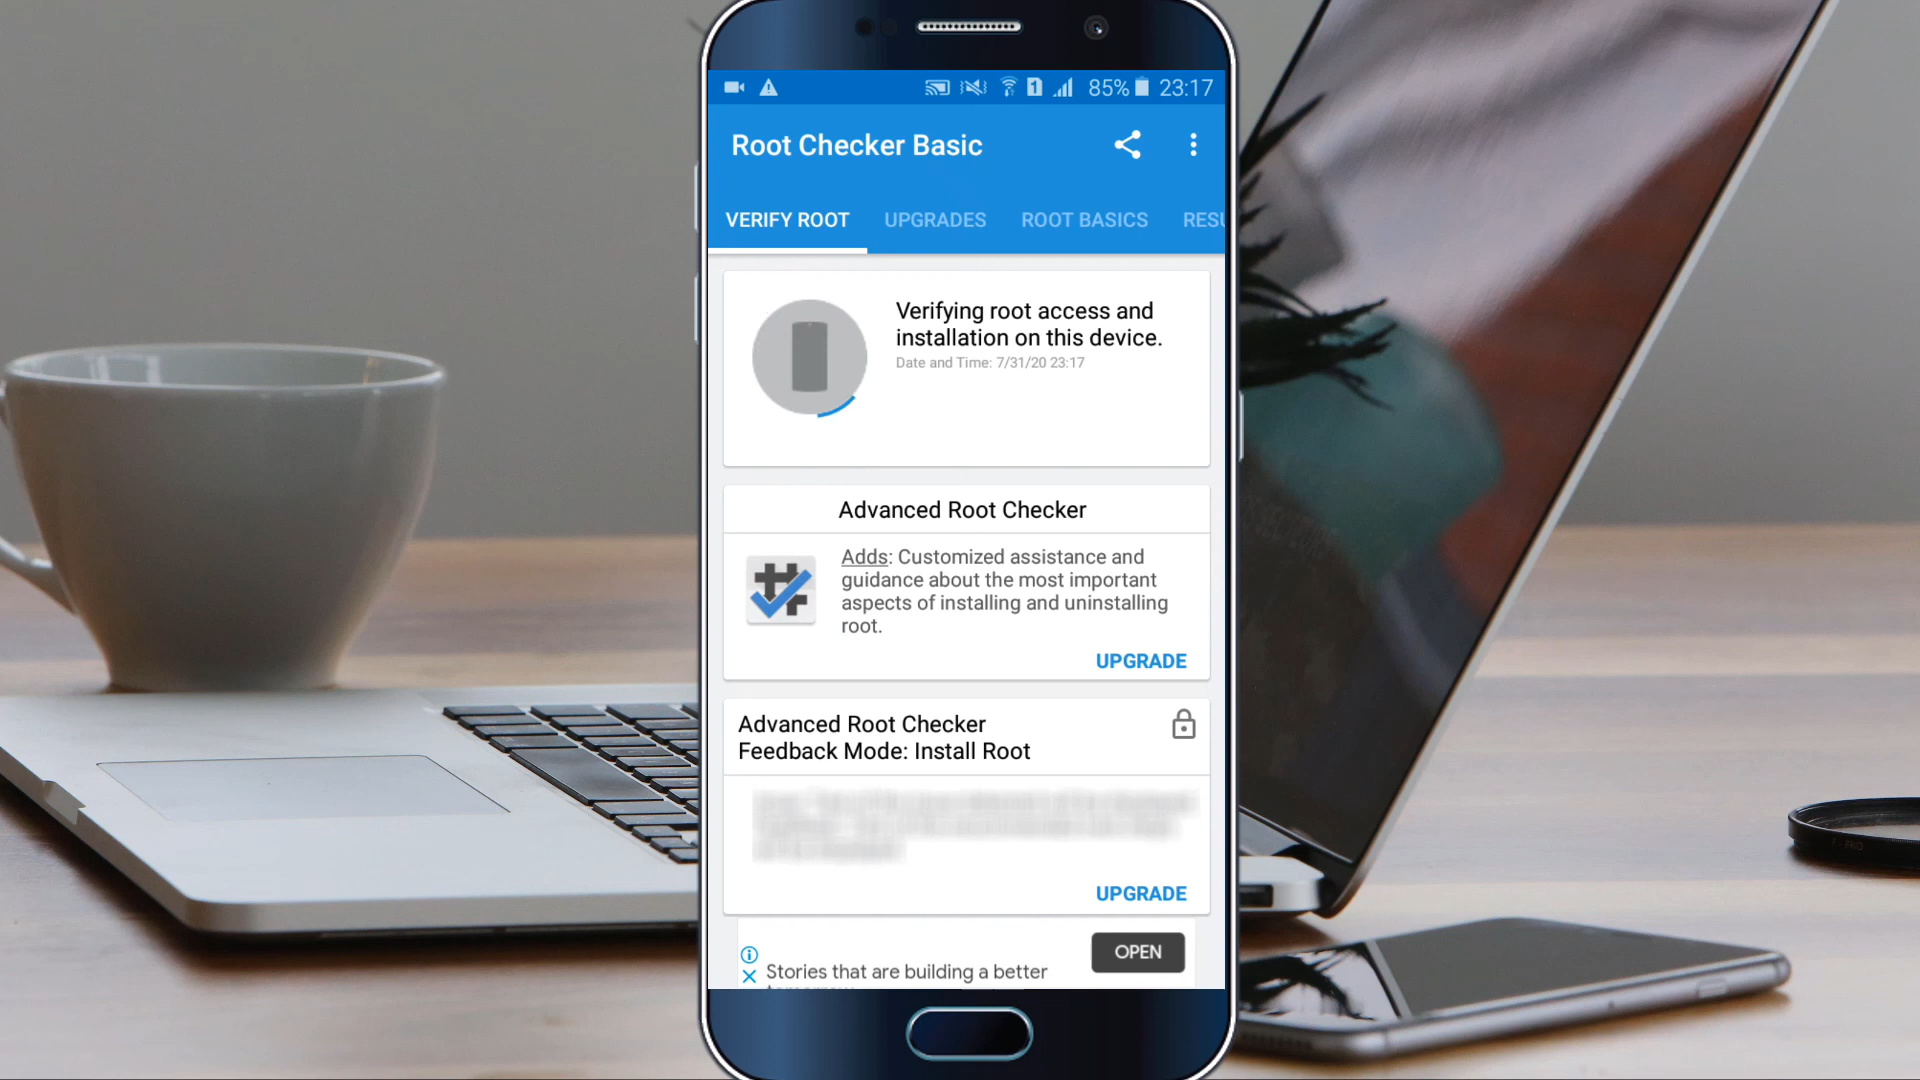 1 85% 23:17
Root Checker Basic
VERIFY ROOT UPGRADES ROOT BASICS RESU
Verifying root access and
installation on this device.
Date and Time: 7/31/20 23:17
Advanced Root Checker
Adds: Customized assistance and
guidance about the most important
aspects of installing and uninstalling
root.
UPGRADE
Advanced Root Checker
Feedback Mode: Install Root
UPGRADE
OPEN
Stories that are building a better